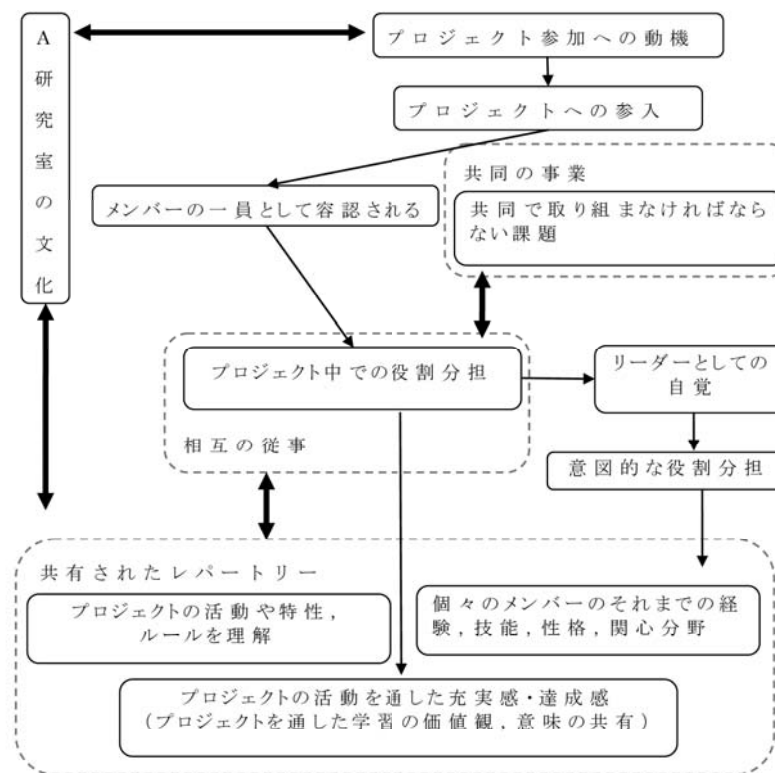 A研究室の文化
プロジェクト参加への動機
プロジェクトへの参入
共同の事業
共同で取り組まなければなら
ない課題
メンバーの一員として容認される
プロジェクト中での役割分担
相互の従事
リーダーとしての
自覚
意図的な役割分担
共有されたレパートリー
プロジェクトの活動や特性,
ルールを理解
個々のメンバーのそれまでの経
験,技能,性格,関心分野
プロジェクトの活動を通した充実感・達成感
(プロジェクトを通した学習の価値観,意味の共有)